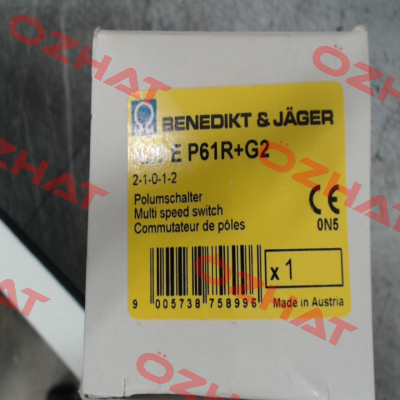 BENEDIKT & JÄGER
E P61R+G2
2-1-0-1-2
Polumschalter
Multi speed switch
Commutateur de pôles
CE
0N5
x 1
9 005738 758996
Made in Austria
ÖZHAT
ÖZHAT
ÖZHAT
ÖZHAT
ÖZHAT
ÖZHAT